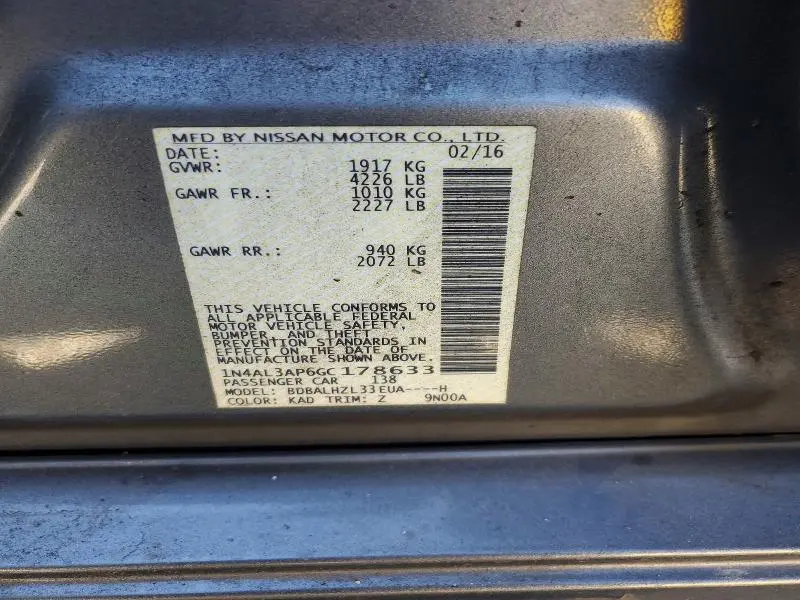 MFD BY NISSAN MOTOR CO., LTD.
DATE: 02/16
GVWR: 1917 KG
4226 LB
GAWR FR.: 1010 KG
2227 LB
GAWR RR.: 940 KG
2072 LB
THIS VEHICLE CONFORMS TO
ALL APPLICABLE FEDERAL
MOTOR VEHICLE SAFETY,
BUMPER, AND THEFT
PREVENTION STANDARDS IN
EFFECT ON THE DATE OF
MANUFACTURE SHOWN ABOVE.
1N4AL3AP6GC178633
PASSENGER CAR 138
MODEL: BDBALHZL33EUA----H
COLOR: KAD TRIM: Z 9N00A